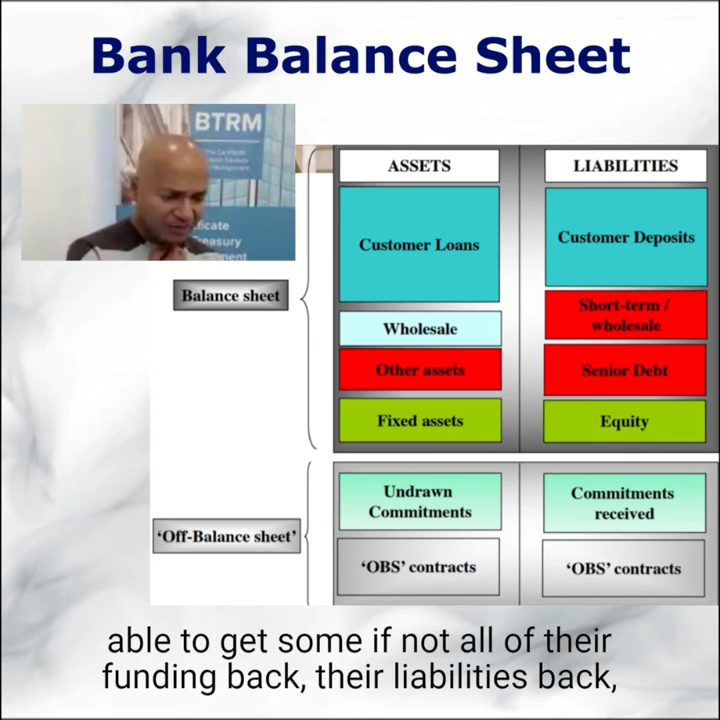 Bank Balance Sheet
BTRM
ASSETS
LIABILITIES
Customer Loans
Customer Deposits
Balance sheet
Short-term /
wholesale
Wholesale
Other assets
Senior Debt
Fixed assets
Equity
Undrawn
Commitments
Commitments
received
‘Off-Balance sheet’
‘OBS’ contracts
‘OBS’ contracts
able to get some if not all of their
funding back, their liabilities back,